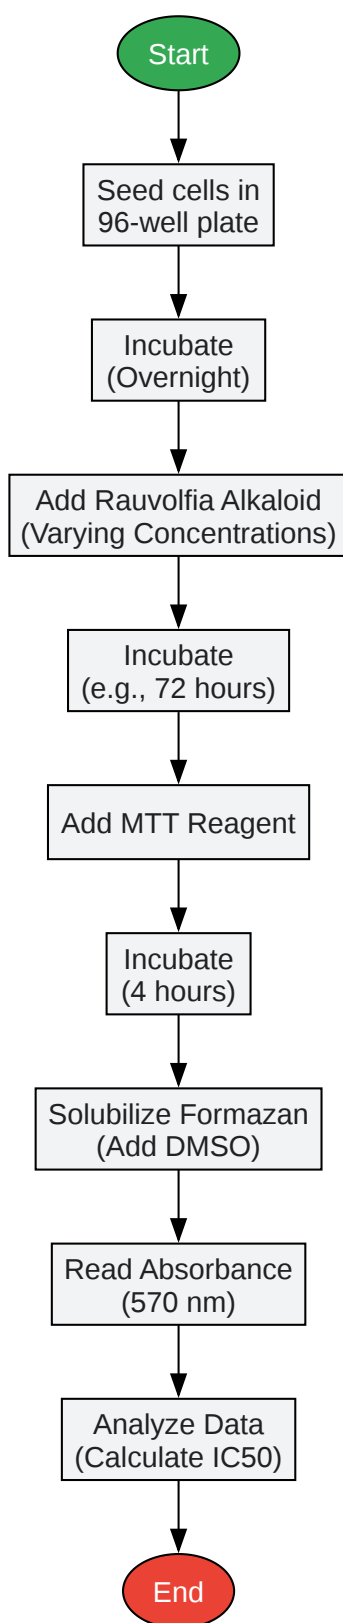 Start
Seed cells in
96-well plate
Incubate
(Overnight)
Add Rauvolfia Alkaloid
(Varying Concentrations)
Incubate
(e.g., 72 hours)
Add MTT Reagent
Incubate
(4 hours)
Solubilize Formazan
(Add DMSO)
Read Absorbance
(570 nm)
Analyze Data
(Calculate IC50)
End